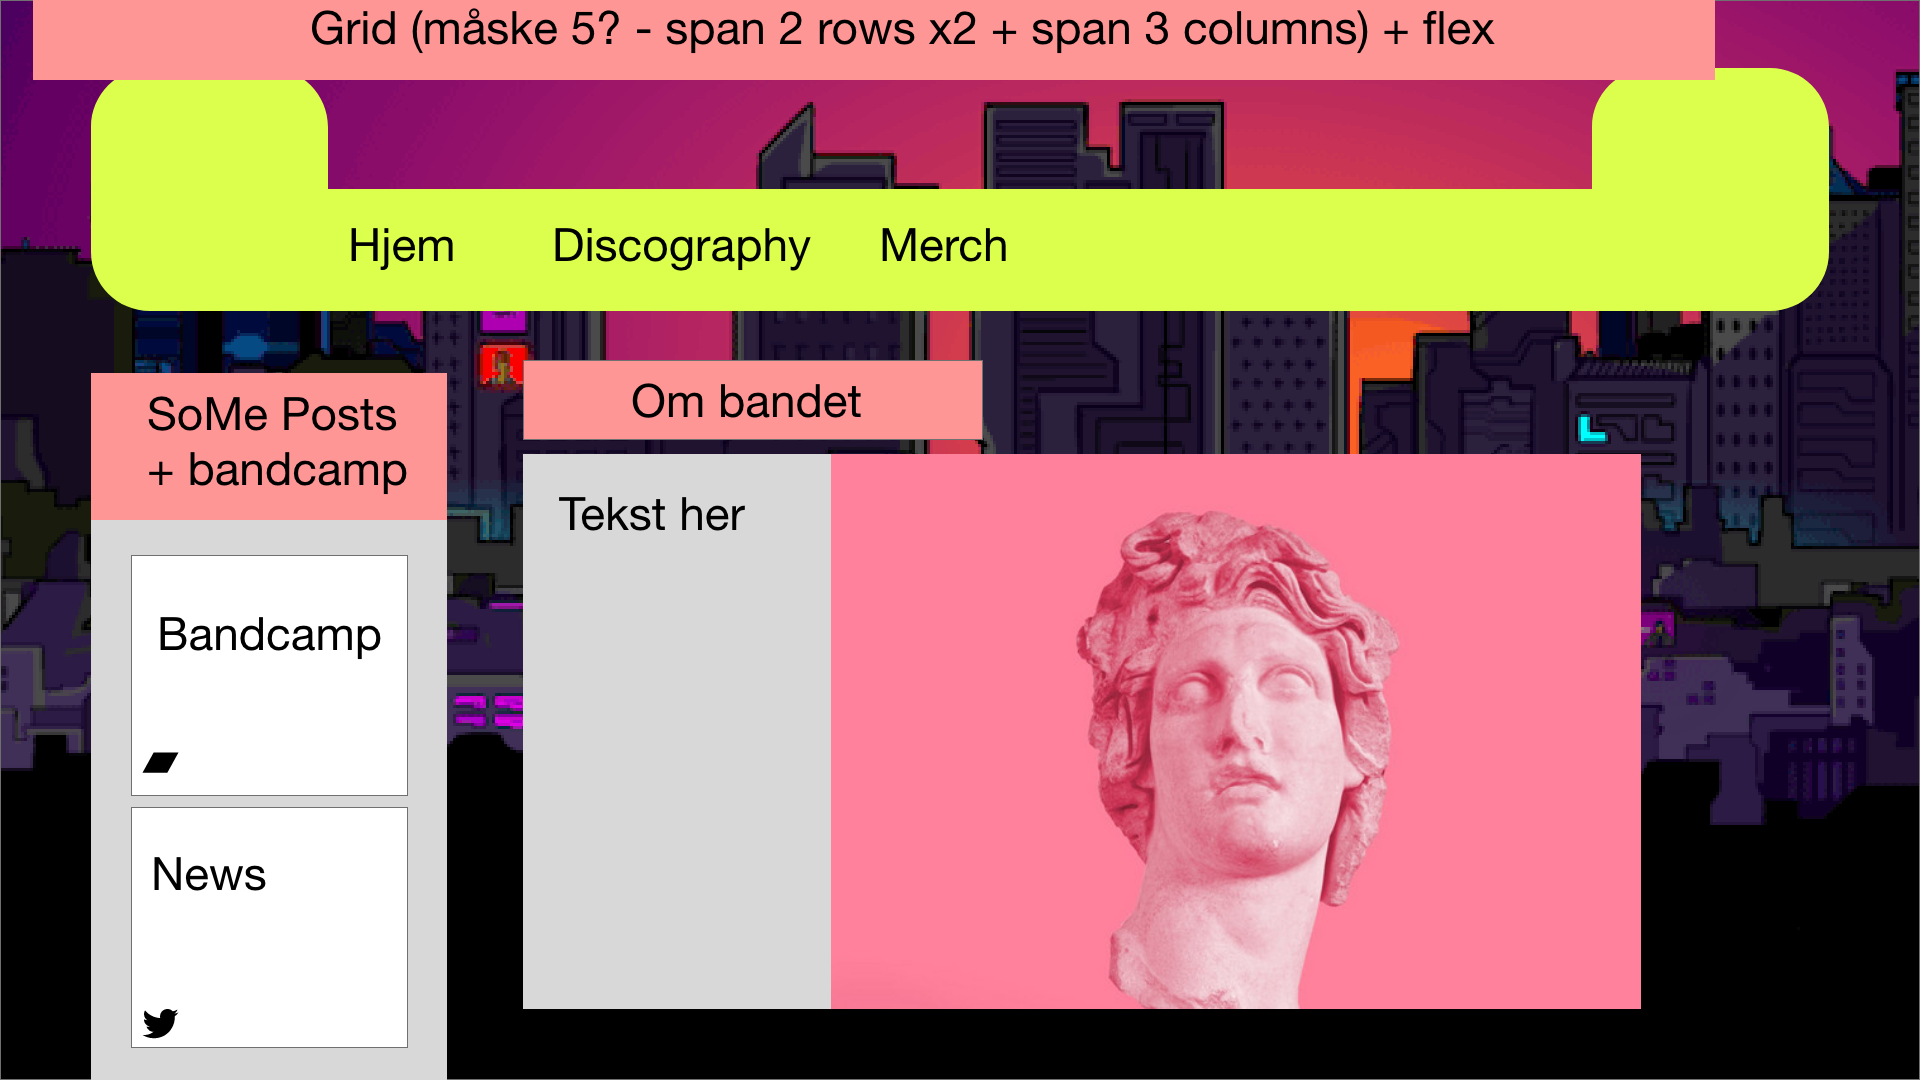 Grid (måske 5? - span 2 rows x2 + span 3 columns) + flex
Hjem Discography Merch
SoMe Posts
+ bandcamp
Om bandet
Tekst her
Bandcamp
News